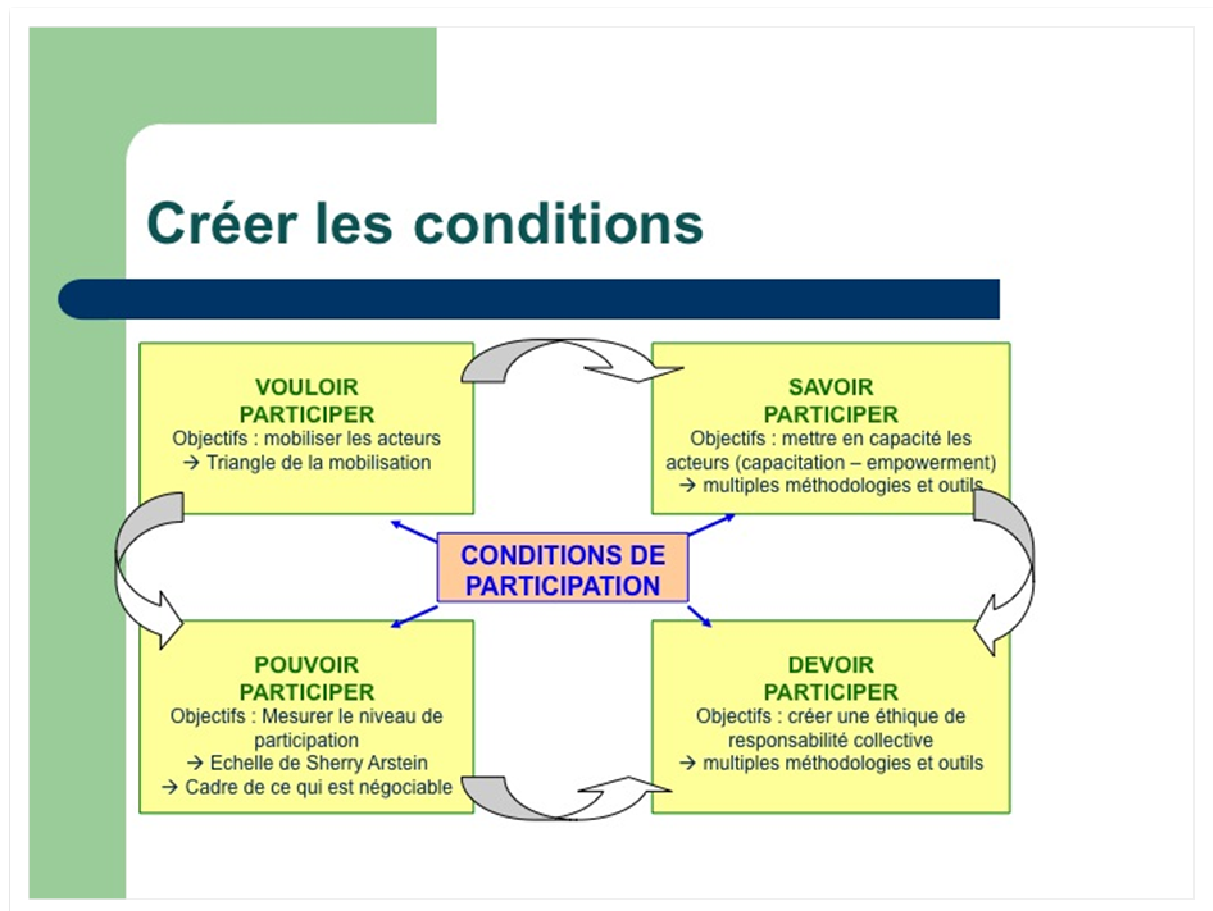 Créer les conditions
VOULOIR
PARTICIPER
Objectifs : mobiliser les acteurs
→ Triangle de la mobilisation
SAVOIR
PARTICIPER
Objectifs : mettre en capacité les
acteurs (capacitation – empowerment)
→ multiples méthodologies et outils
CONDITIONS DE
PARTICIPATION
POUVOIR
PARTICIPER
Objectifs : Mesurer le niveau de
participation
→ Echelle de Sherry Arstein
→ Cadre de ce qui est négociable
DEVOIR
PARTICIPER
Objectifs : créer une éthique de
responsabilité collective
→ multiples méthodologies et outils